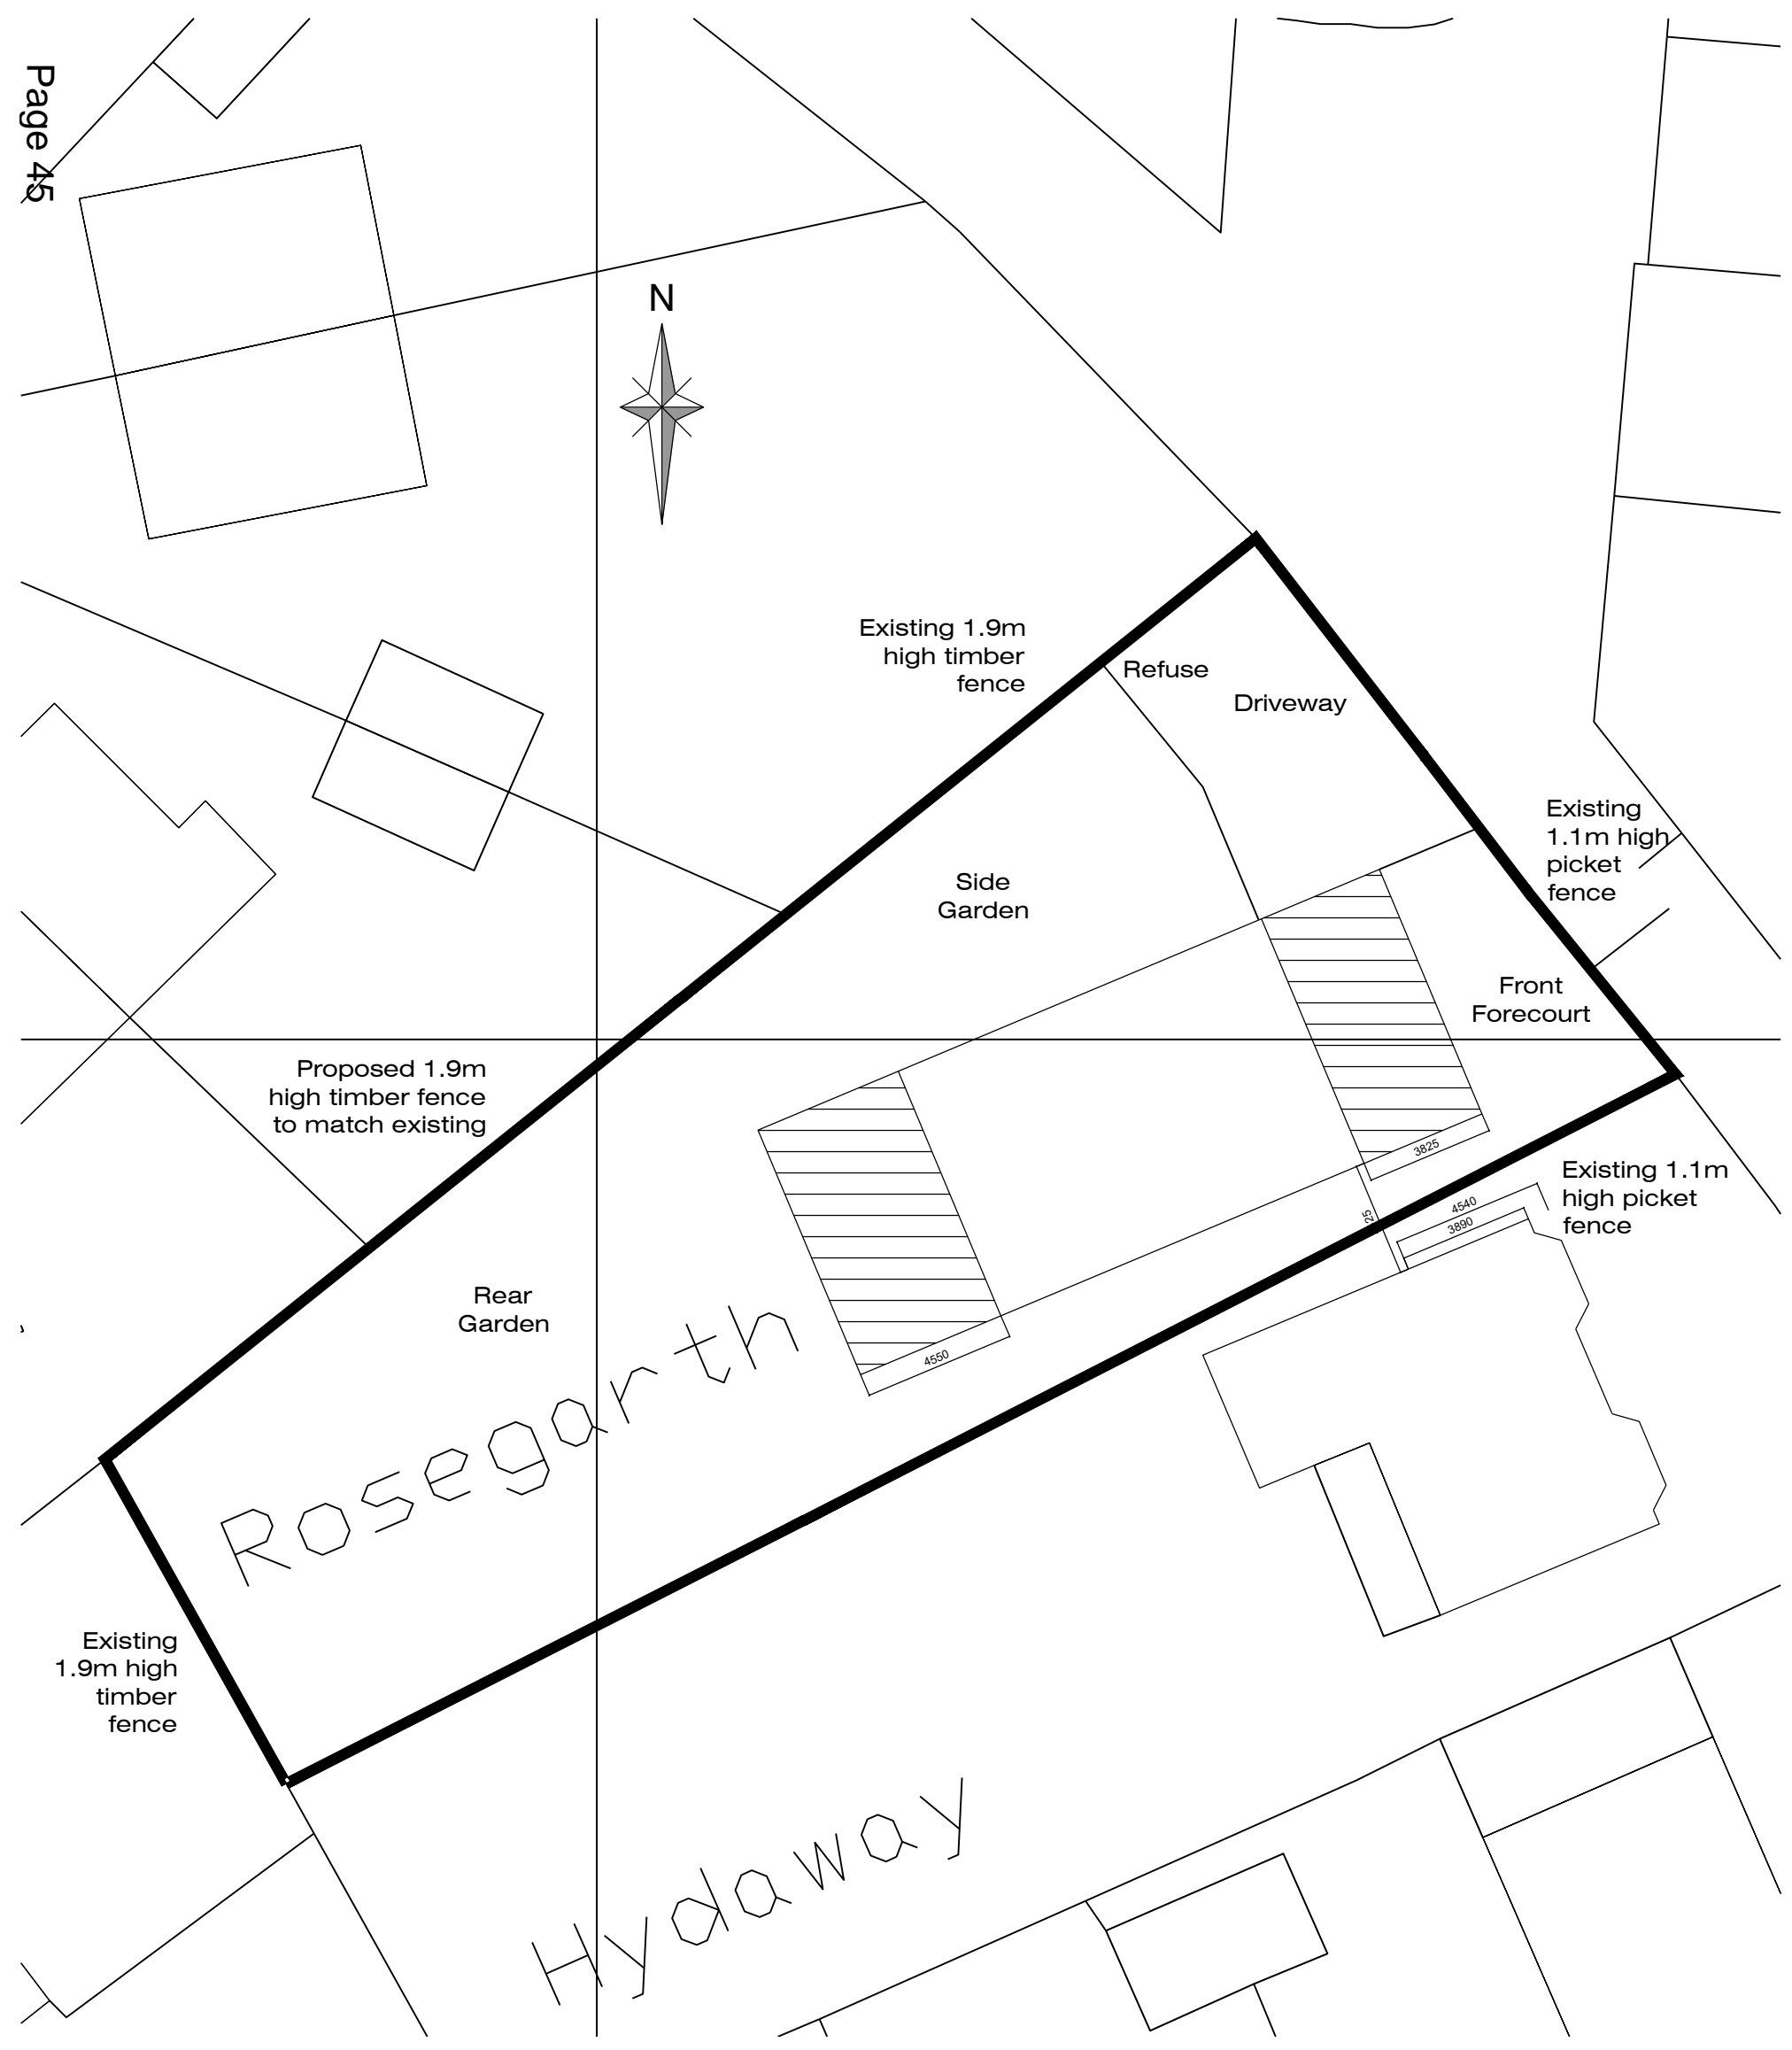 Page 45
N
Existing 1.9m
high timber
fence
Refuse
Driveway
Existing
1.1m high
picket
fence
Side
Garden
Front
Forecourt
Proposed 1.9m
high timber fence
to match existing
3825
Existing 1.1m
high picket
fence
25
4540
3890
Rear
Garden
4550
Rosegarth
Existing
1.9m high
timber
fence
Hydaway